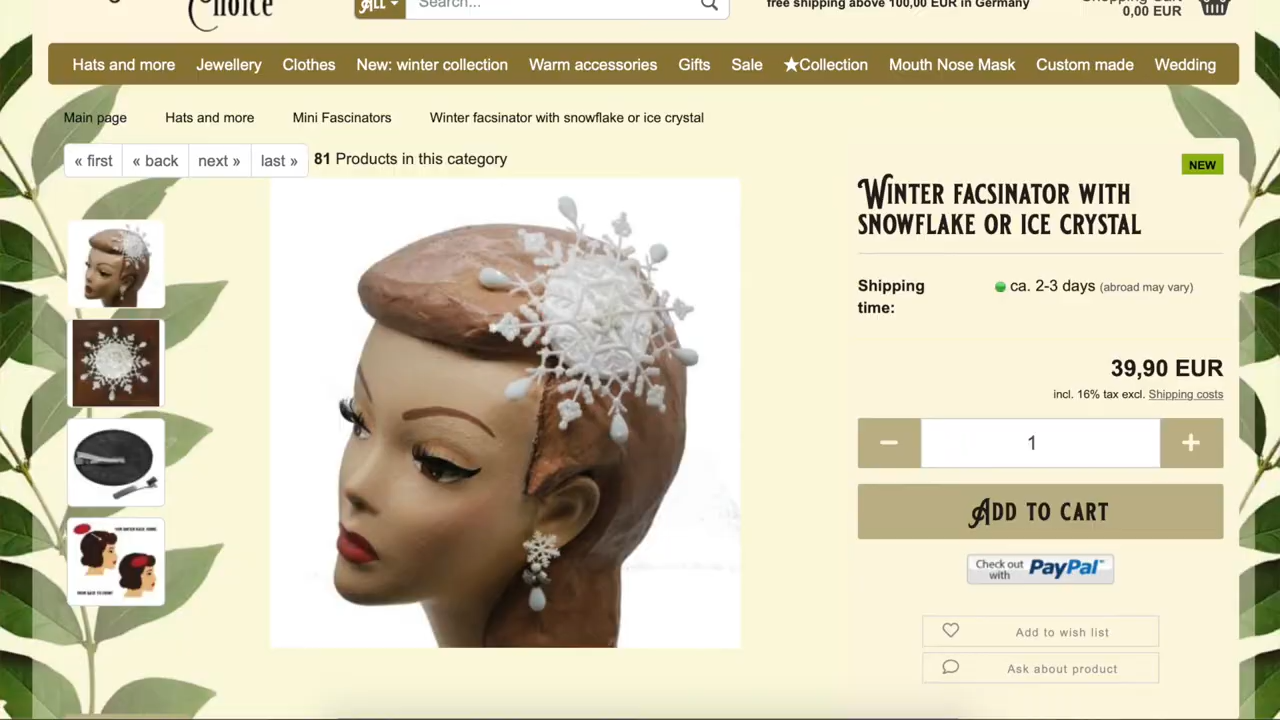 Choice
All
Search...
free shipping above 100,00 EUR in Germany
Shopping Cart
0,00 EUR
Hats and more
Jewellery
Clothes
New: winter collection
Warm accessories
Gifts
Sale
★Collection
Mouth Nose Mask
Custom made
Wedding
Main page
Hats and more
Mini Fascinators
Winter facsinator with snowflake or ice crystal
« first
« back
next »
last »
81 Products in this category
NEW
Winter facsinator with
snowflake or ice crystal
Shipping
time:
ca. 2-3 days (abroad may vary)
39,90 EUR
incl. 16% tax excl. Shipping costs
1
Add to cart
Check out
with PayPal
Add to wish list
Ask about product